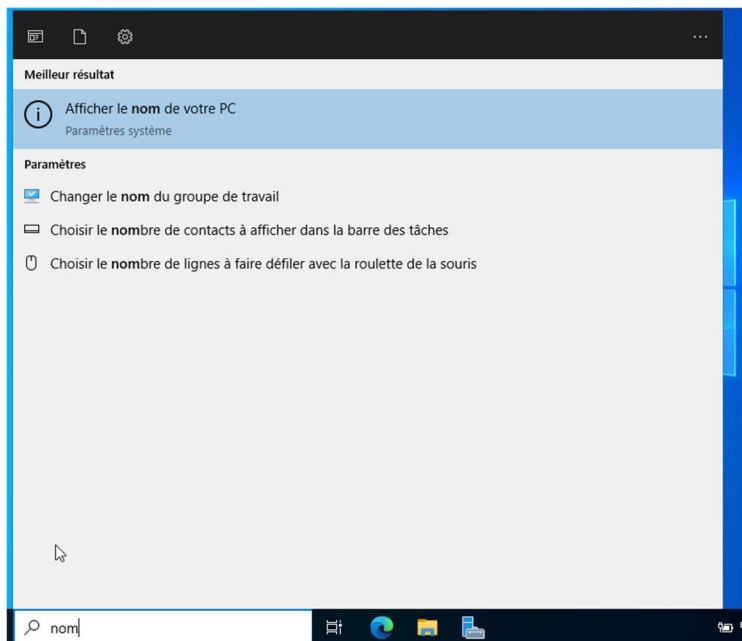 ...
Meilleur résultat
Afficher le nom de votre PC
Paramètres système
Paramètres
Changer le nom du groupe de travail
Choisir le nombre de contacts à afficher dans la barre des tâches
Choisir le nombre de lignes à faire défiler avec la roulette de la souris
nom